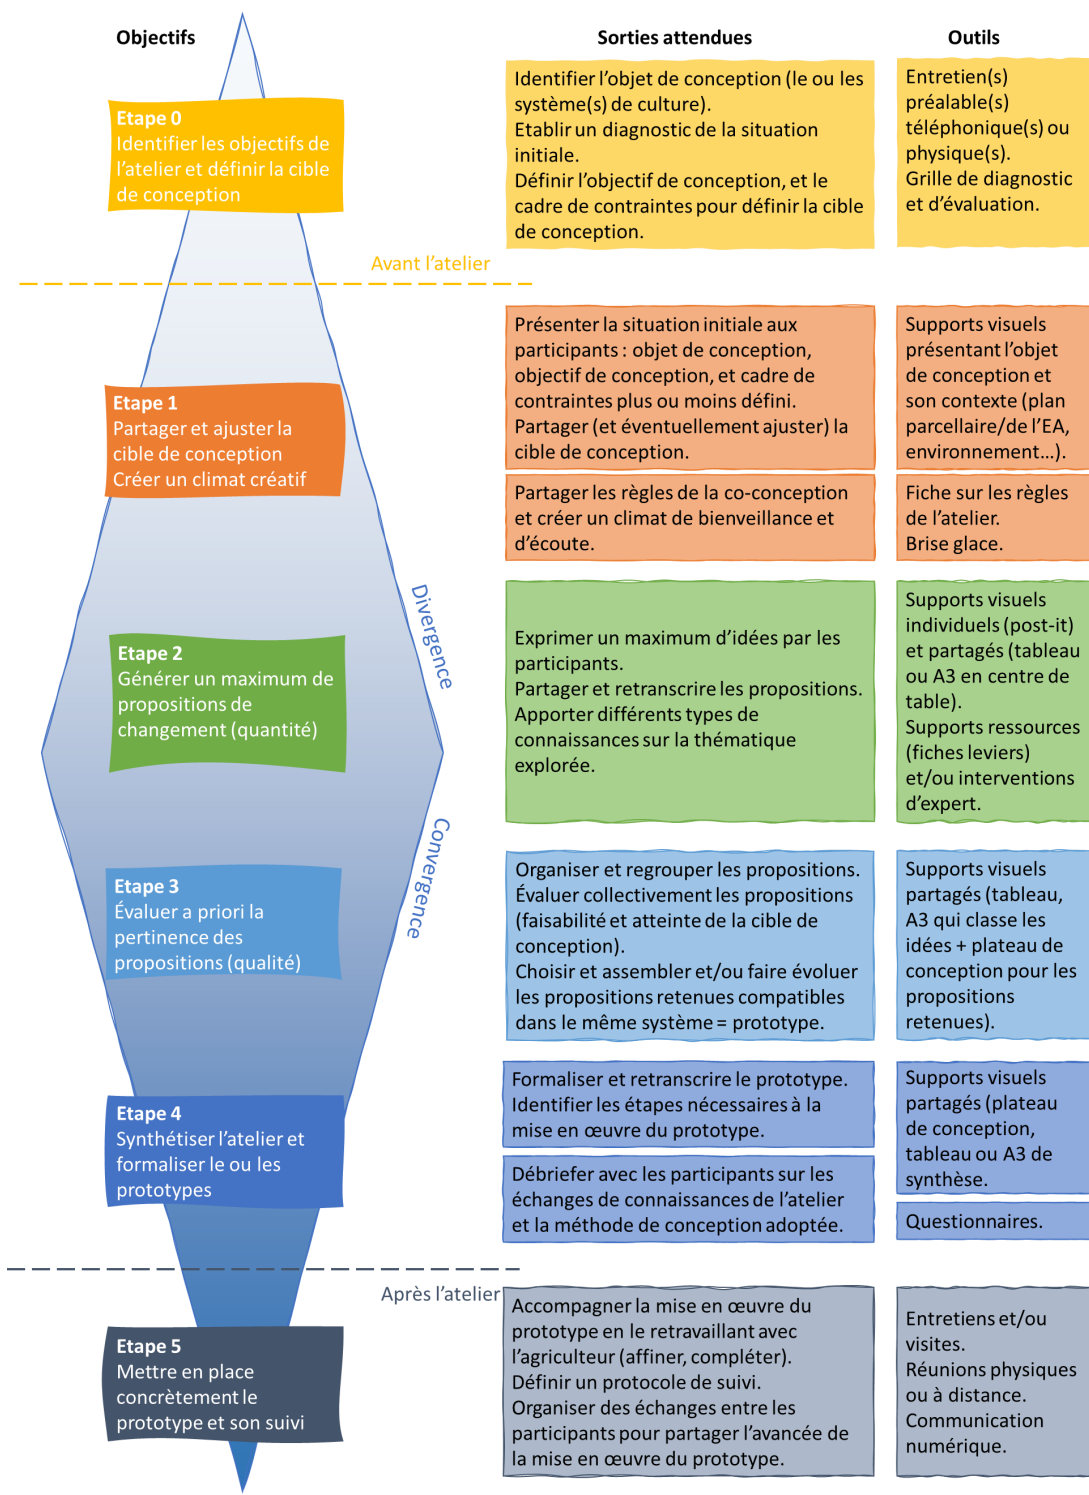 Objectifs
Sorties attendues
Outils
Etape 0
Identifier les objectifs de
l’atelier et définir la cible
de conception
Identifier l’objet de conception (le ou les
système(s) de culture).
Etablir un diagnostic de la situation
initiale.
Définir l’objectif de conception, et le
cadre de contraintes pour définir la cible
de conception.
Entretien(s)
préalable(s)
téléphonique(s) ou
physique(s).
Grille de diagnostic
et d’évaluation.
Avant l’atelier
Etape 1
Partager et ajuster la
cible de conception
Créer un climat créatif
Présenter la situation initiale aux
participants : objet de conception,
objectif de conception, et cadre de
contraintes plus ou moins défini.
Partager (et éventuellement ajuster) la
cible de conception.
Supports visuels
présentant l’objet
de conception et
son contexte (plan
parcellaire/de l’EA,
environnement…).
Partager les règles de la co-conception
et créer un climat de bienveillance et
d’écoute.
Fiche sur les règles
de l’atelier.
Brise glace.
Divergence
Etape 2
Générer un maximum de
propositions de
changement (quantité)
Exprimer un maximum d’idées par les
participants.
Partager et retranscrire les propositions.
Apporter différents types de
connaissances sur la thématique
explorée.
Supports visuels
individuels (post-it)
et partagés (tableau
ou A3 en centre de
table).
Supports ressources
(fiches leviers)
et/ou interventions
d’expert.
Convergence
Etape 3
Évaluer a priori la
pertinence des
propositions (qualité)
Organiser et regrouper les propositions.
Évaluer collectivement les propositions
(faisabilité et atteinte de la cible de
conception).
Choisir et assembler et/ou faire évoluer
les propositions retenues compatibles
dans le même système = prototype.
Supports visuels
partagés (tableau,
A3 qui classe les
idées + plateau de
conception pour les
propositions
retenues).
Etape 4
Synthétiser l’atelier et
formaliser le ou les
prototypes
Formaliser et retranscrire le prototype.
Identifier les étapes nécessaires à la
mise en œuvre du prototype.
Supports visuels
partagés (plateau
de conception,
tableau ou A3 de
synthèse.
Débriefer avec les participants sur les
échanges de connaissances de l’atelier
et la méthode de conception adoptée.
Questionnaires.
Après l’atelier
Etape 5
Mettre en place
concrètement le
prototype et son suivi
Accompagner la mise en œuvre du
prototype en le retravaillant avec
l’agriculteur (affiner, compléter).
Définir un protocole de suivi.
Organiser des échanges entre les
participants pour partager l’avancée de
la mise en œuvre du prototype.
Entretiens et/ou
visites.
Réunions physiques
ou à distance.
Communication
numérique.